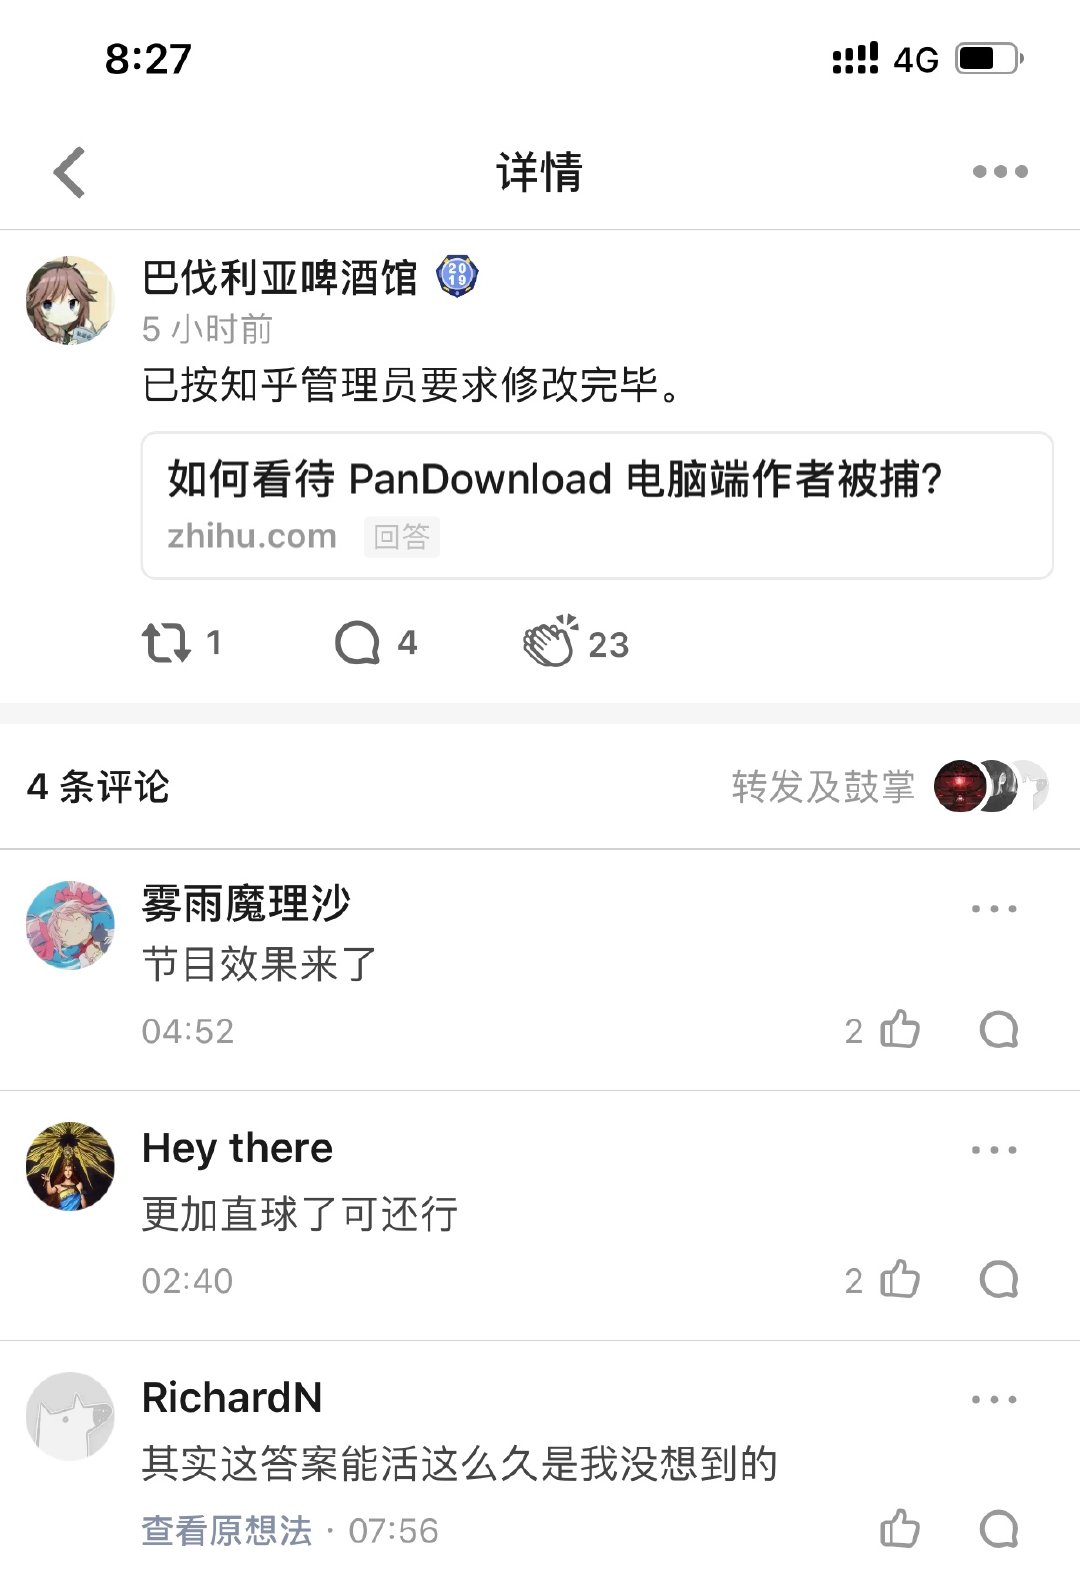 8:27
4G
详情
巴伐利亚啤酒馆
20
19
5 小时前
已按知乎管理员要求修改完毕。
如何看待 PanDownload 电脑端作者被捕?
zhihu.com 回答
1 4 23
4 条评论 转发及鼓掌
雾雨魔理沙
节目效果来了
04:52 2
Hey there
更加直球了可还行
02:40 2
RichardN
其实这答案能活这么久是我没想到的
查看原想法 · 07:56